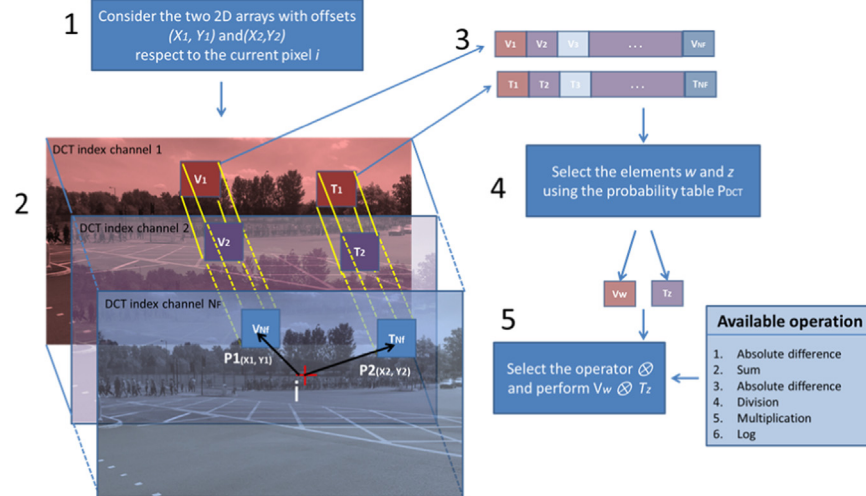 1
Consider the two 2D arrays with offsets
(X1, Y1) and(X2,Y2)
respect to the current pixel i
2
DCT index channel 1
V1
T1
DCT index channel 2
V2
T2
DCT index channel NF
VNf
TNf
P1(X1, Y1)
P2(X2, Y2)
i
3
V1 V2 V3 ... VNF
T1 T2 T3 ... TNF
4
Select the elements w and z
using the probability table PDCT
Vw
Tz
5
Select the operator ⊗
and perform Vw ⊗ Tz
Available operation
1. Absolute difference
2. Sum
3. Absolute difference
4. Division
5. Multiplication
6. Log